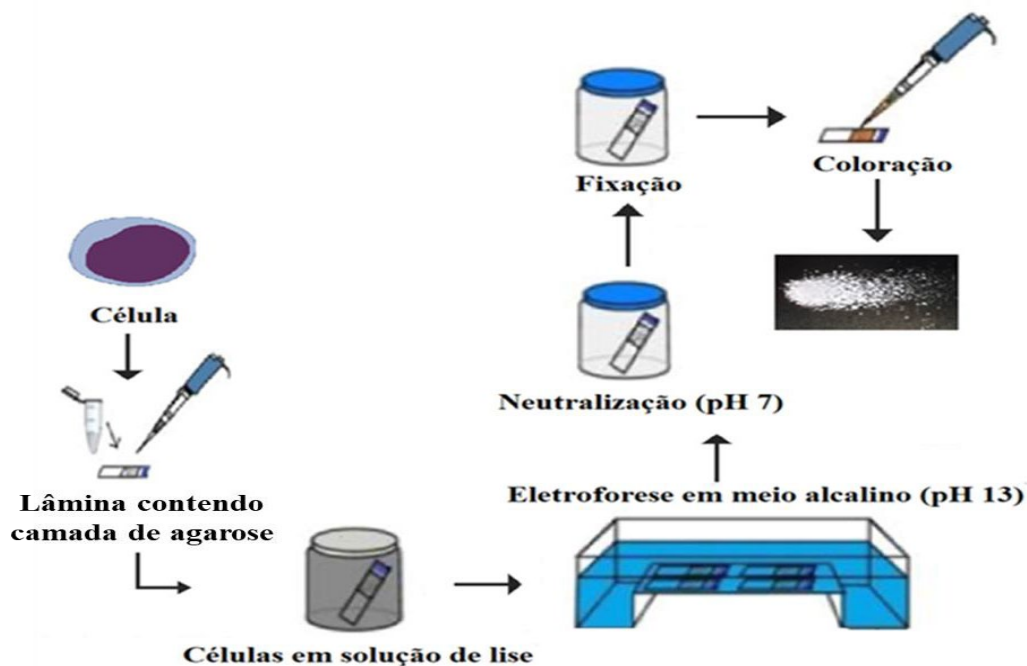 Célula
Lâmina contendo
camada de agarose
Células em solução de lise
Eletroforese em meio alcalino (pH 13)
Neutralização (pH 7)
Fixação
Coloração